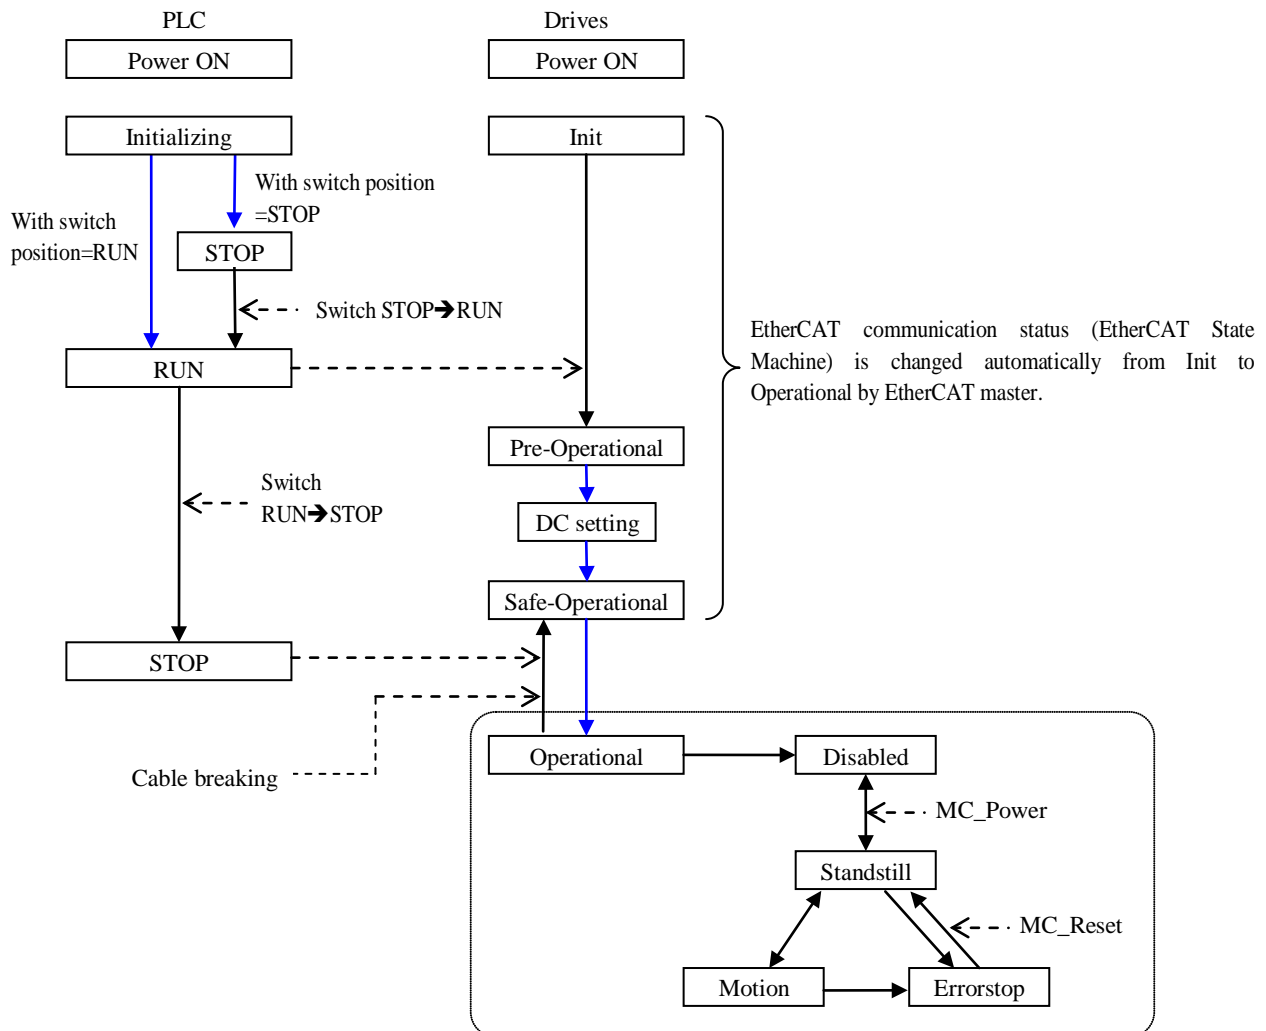 PLC
Drives
Power ON
Power ON
Initializing
Init
With switch position
=STOP
With switch
position=RUN
STOP
Switch STOP➔RUN
RUN
EtherCAT communication status (EtherCAT State
Machine) is changed automatically from Init to
Operational by EtherCAT master.
Pre-Operational
Switch
RUN➔STOP
DC setting
Safe-Operational
STOP
Operational
Disabled
Cable breaking
MC_Power
Standstill
MC_Reset
Motion
Errorstop